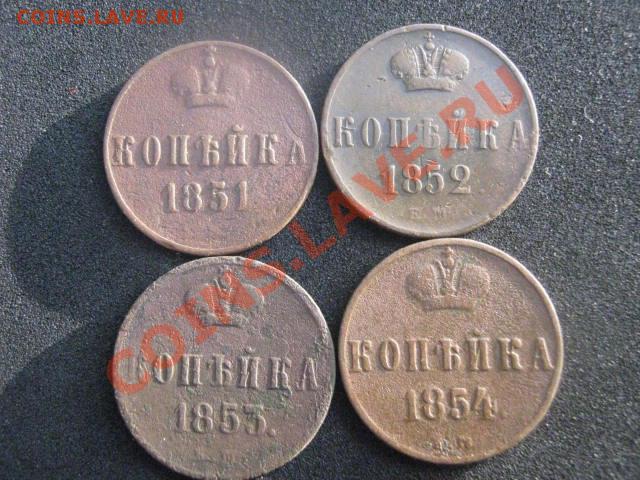 COINS.LAVE.RU
КОПѢЙКА
1851.
КОПѢЙКА
1852.
Е.М.
КОПѢЙКА
1853.
КОПѢЙКА
1854.
COINS.LAVE.RU